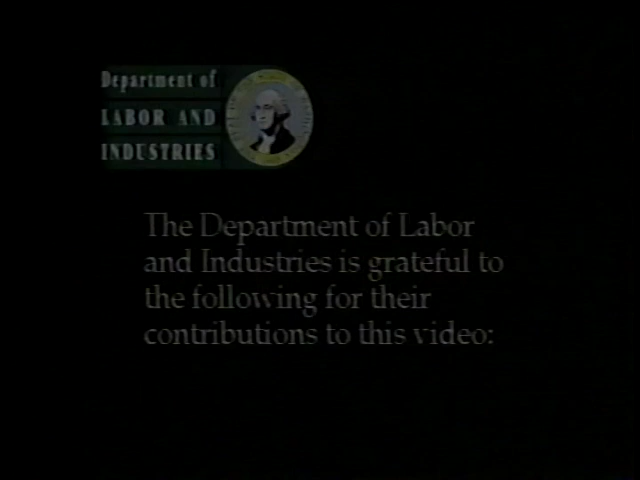 Department of
LABOR AND
INDUSTRIES
The Department of Labor
and Industries is grateful to
the following for their
contributions to this video: